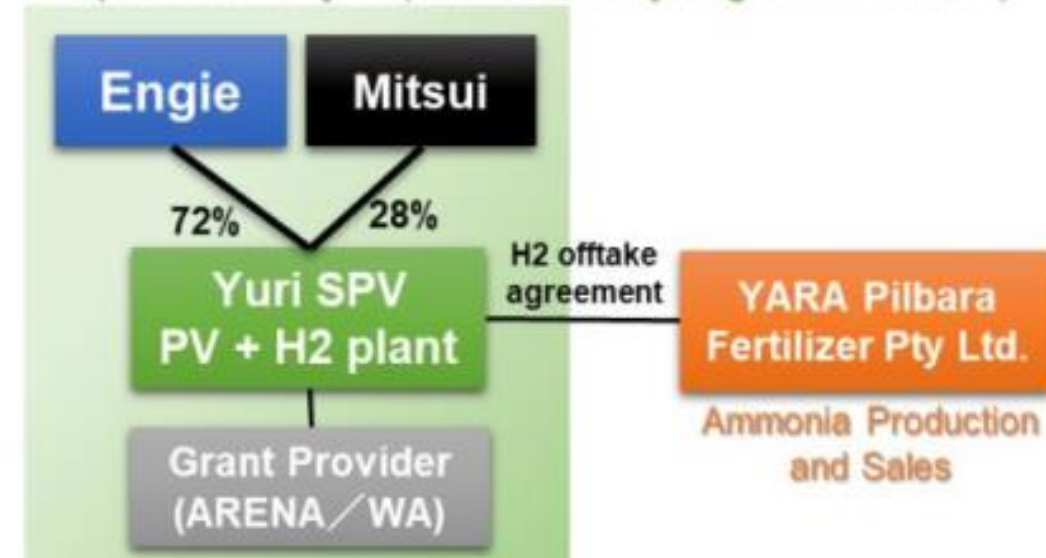 Engie
Mitsui
72%
28%
Yuri SPV
PV + H2 plant
H2 offtake
agreement
YARA Pilbara
Fertilizer Pty Ltd.
Ammonia Production
and Sales
Grant Provider
(ARENA／WA)